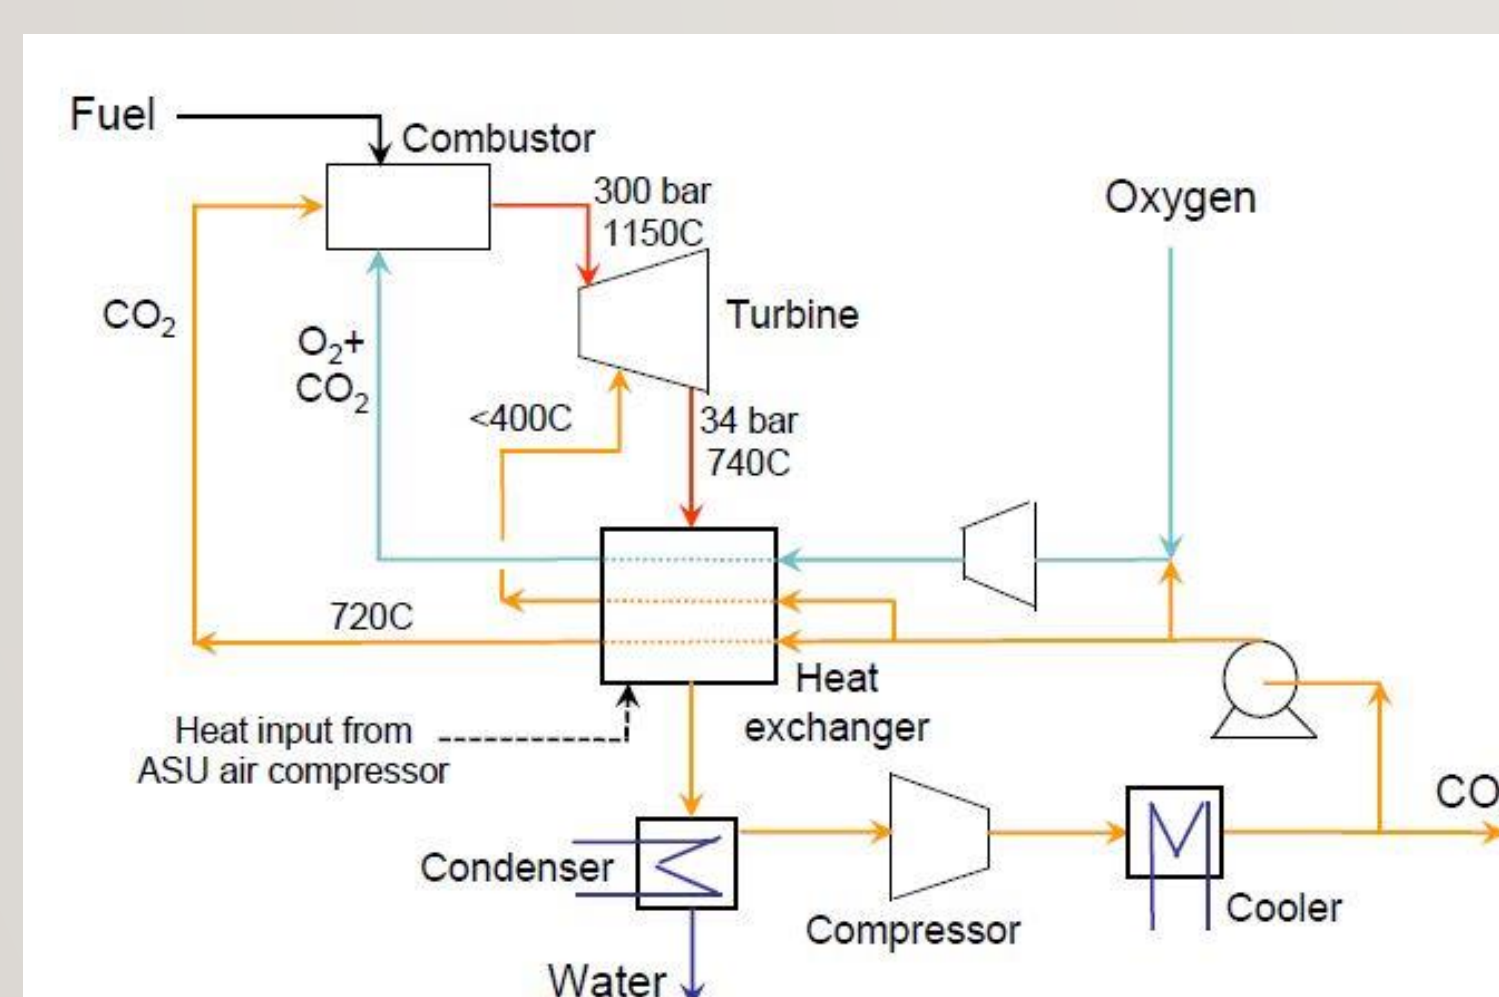 Fuel
Combustor
300 bar
1150C
Oxygen
CO₂
Turbine
O₂+
CO₂
<400C
34 bar
740C
720C
Heat
exchanger
Heat input from
ASU air compressor
CO
Condenser
Cooler
Compressor
Water